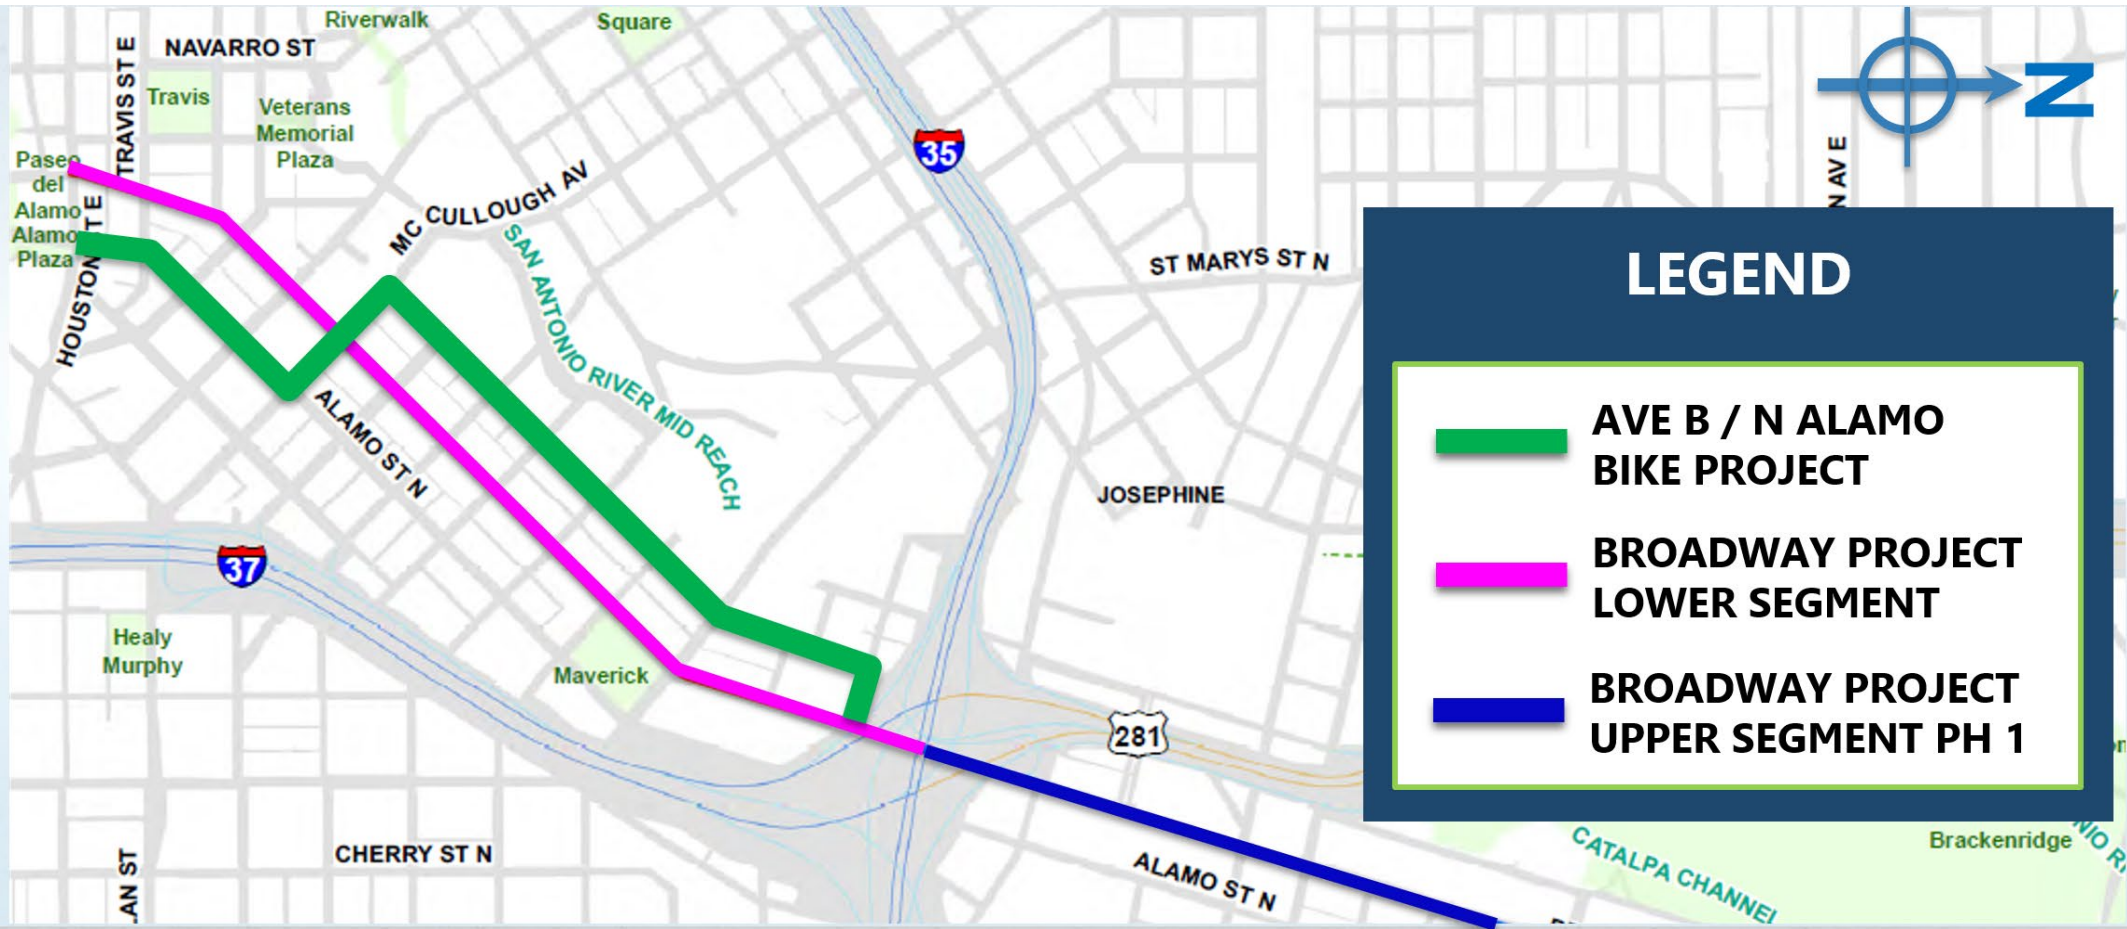 Riverwalk
Square
NAVARRO ST
TRAVIS ST E
Travis
Veterans
Memorial
Plaza
Paseo
del
Alamo
Alamo
Plaza
HOUSTON
MC CULLOUGH AV
SAN ANTONIO RIVER MID REACH
35
ST MARYS ST N
N
N AV E
LEGEND
AVE B / N ALAMO
BIKE PROJECT
BROADWAY PROJECT
LOWER SEGMENT
BROADWAY PROJECT
UPPER SEGMENT PH 1
ALAMO ST N
JOSEPHINE
37
Healy
Murphy
Maverick
281
CHERRY ST N
ALAMO ST N
CATALPA CHANNEL
Brackenridge